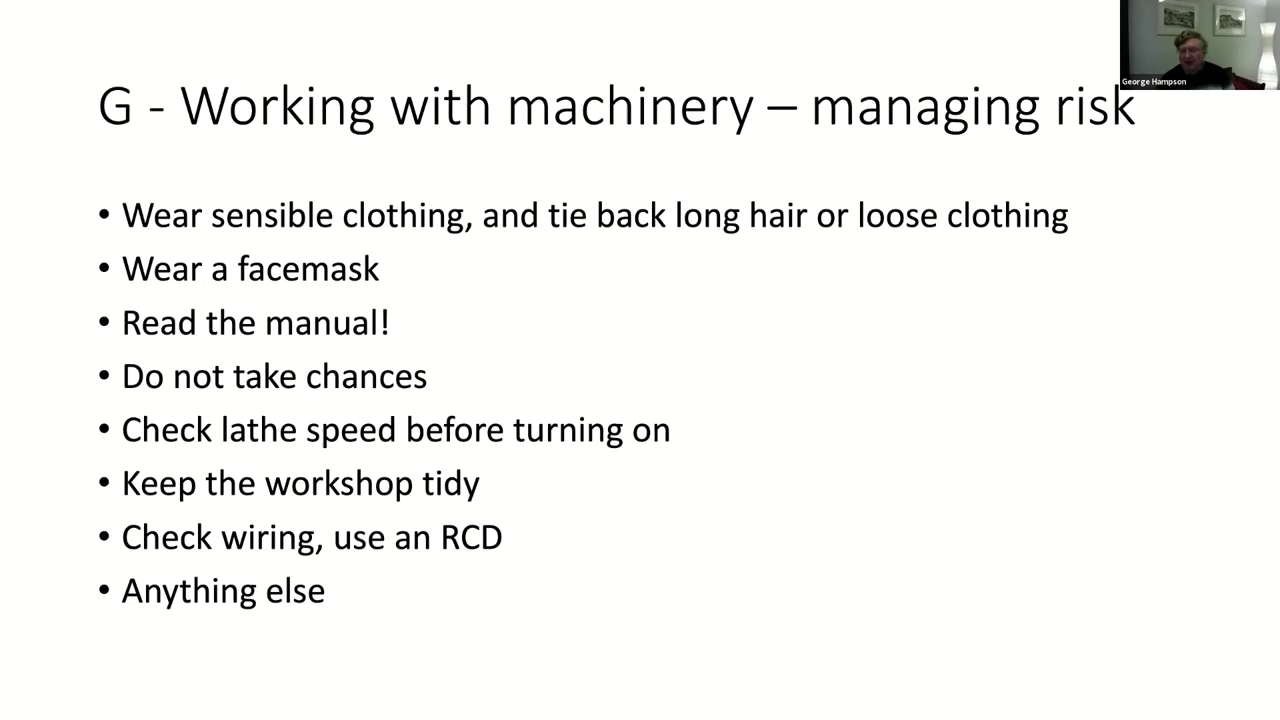 George Hampson
G - Working with machinery – managing risk
• Wear sensible clothing, and tie back long hair or loose clothing
• Wear a facemask
• Read the manual!
• Do not take chances
• Check lathe speed before turning on
• Keep the workshop tidy
• Check wiring, use an RCD
• Anything else